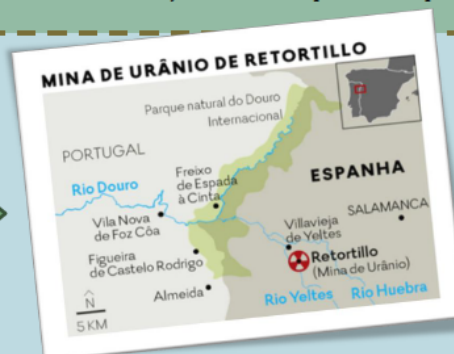 MINA DE URÂNIO DE RETORTILLO
Parque natural do Douro
Internacional
PORTUGAL
ESPANHA
Rio Douro
Freixo
de Espada
à Cinta
Vila Nova
de Foz Côa
SALAMANCA
Villavieja
de Yeltes
Figueira
de Castelo Rodrigo
Retortillo
(Mina de Urânio)
Almeida
Rio Yeltes
Rio Huebra
N
5 KM